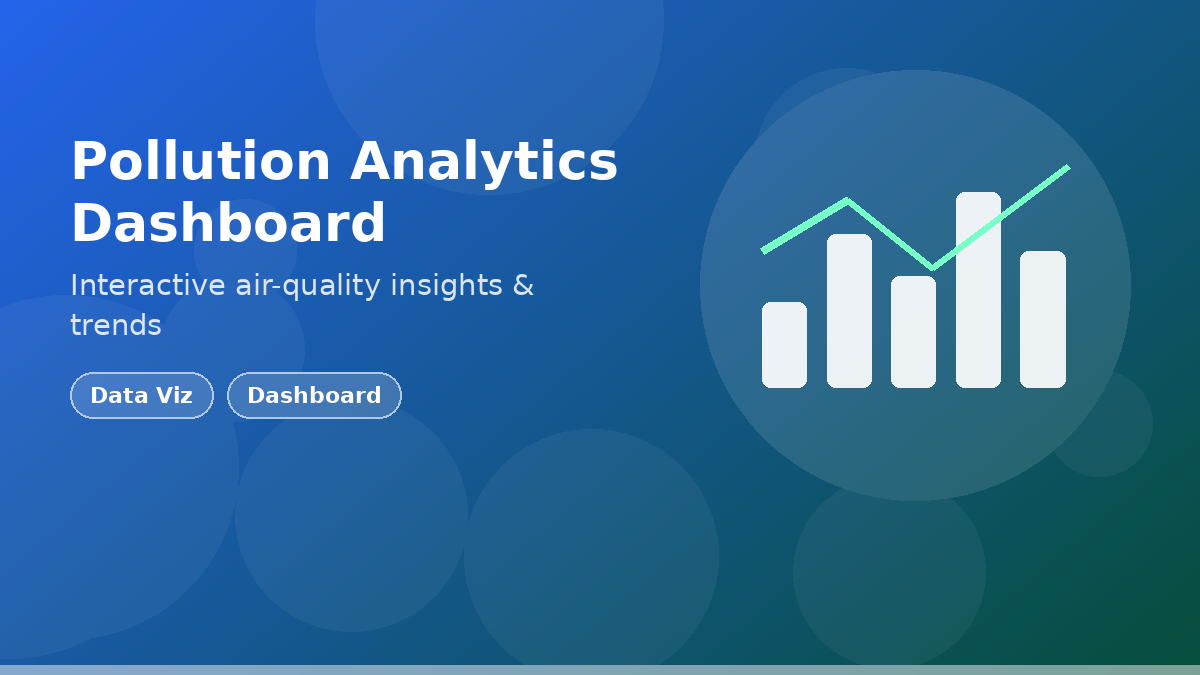 Pollution Analytics
Dashboard
Interactive air-quality insights &
trends
Data Viz
Dashboard